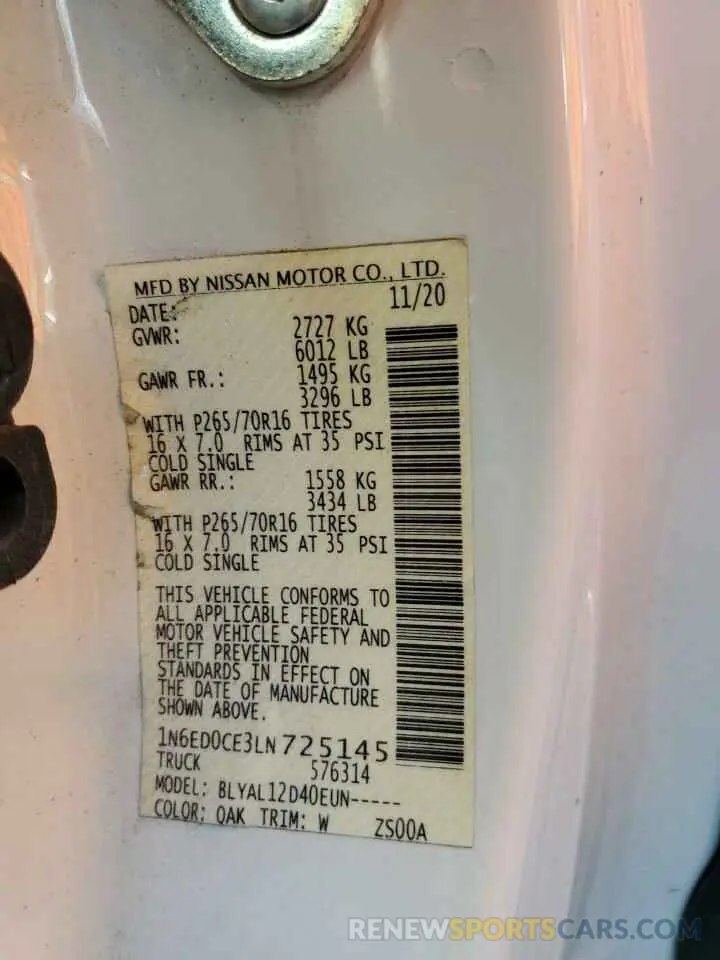 MFD BY NISSAN MOTOR CO., LTD.
DATE: 11/20
GVWR: 2727 KG
6012 LB
GAWR FR.: 1495 KG
3296 LB
WITH P265/70R16 TIRES
16 X 7.0 RIMS AT 35 PSI
COLD SINGLE
GAWR RR.: 1558 KG
3434 LB
WITH P265/70R16 TIRES
16 X 7.0 RIMS AT 35 PSI
COLD SINGLE
THIS VEHICLE CONFORMS TO
ALL APPLICABLE FEDERAL
MOTOR VEHICLE SAFETY AND
THEFT PREVENTION
STANDARDS IN EFFECT ON
THE DATE OF MANUFACTURE
SHOWN ABOVE.
1N6ED0CE3LN725145
TRUCK 576314
MODEL: BLYAL12D40EUN-----
COLOR: QAK TRIM: W ZS00A
RENEWSPORTSCARS.COM